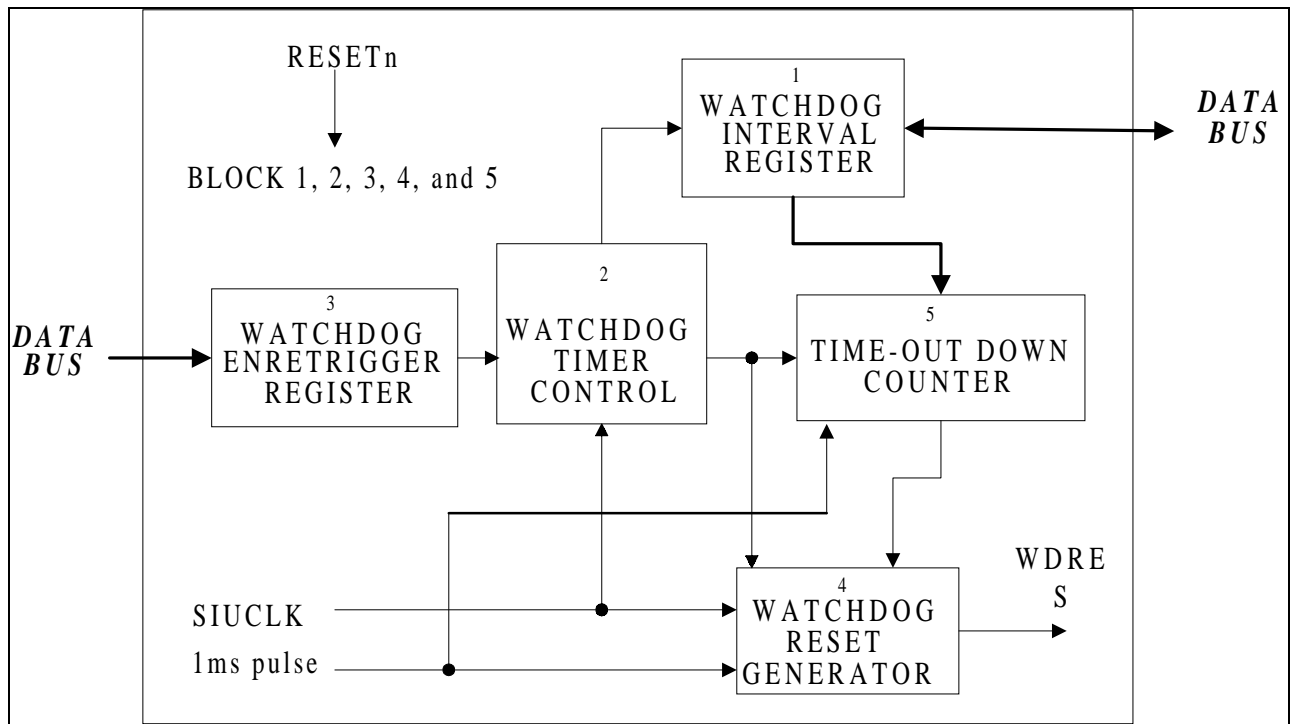 RESETn
BLOCK 1, 2, 3, 4, and 5
1
WATCHDOG
INTERVAL
REGISTER
DATA
BUS
DATA
BUS
3
WATCHDOG
ENRETRIGGER
REGISTER
2
WATCHDOG
TIMER
CONTROL
5
TIME-OUT DOWN
COUNTER
SIUCLK
1ms pulse
4
WATCHDOG
RESET
GENERATOR
WDRE
S